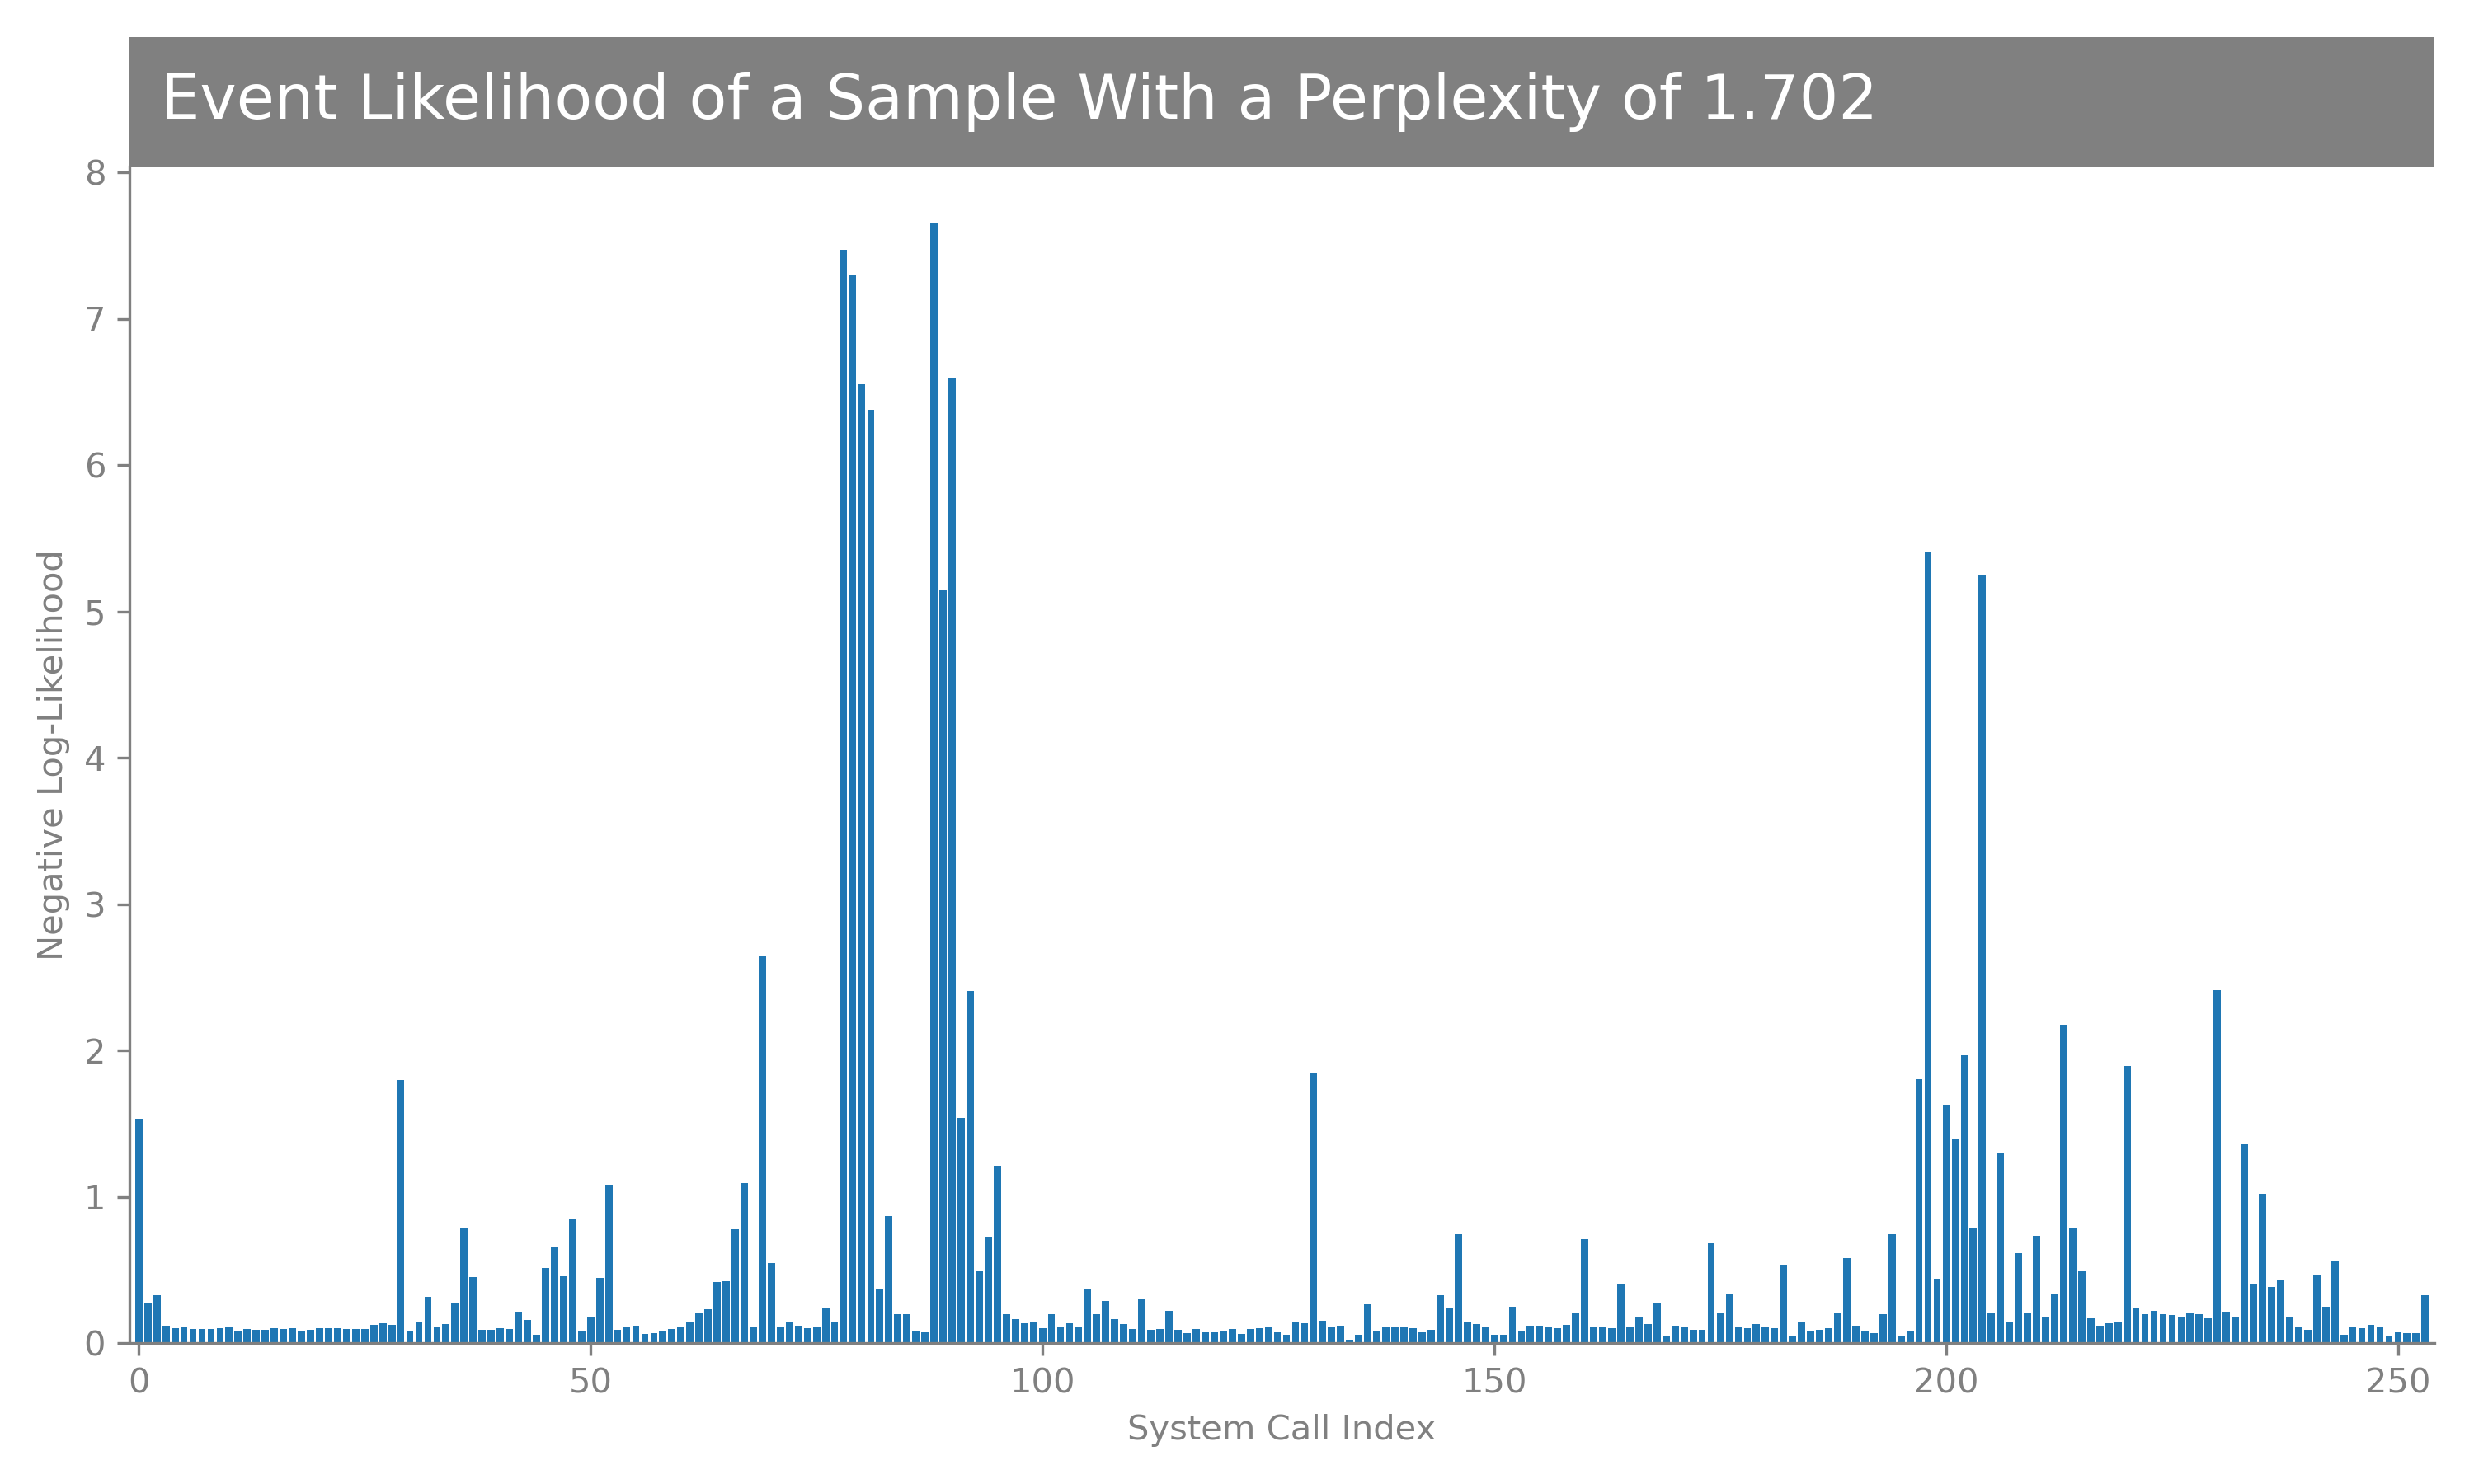 Event Likelihood of a Sample With a Perplexity of 1.702
8
7
6
5
4
3
2
1
0
Negative Log-Likelihood
0 50 100 150 200 250
System Call Index